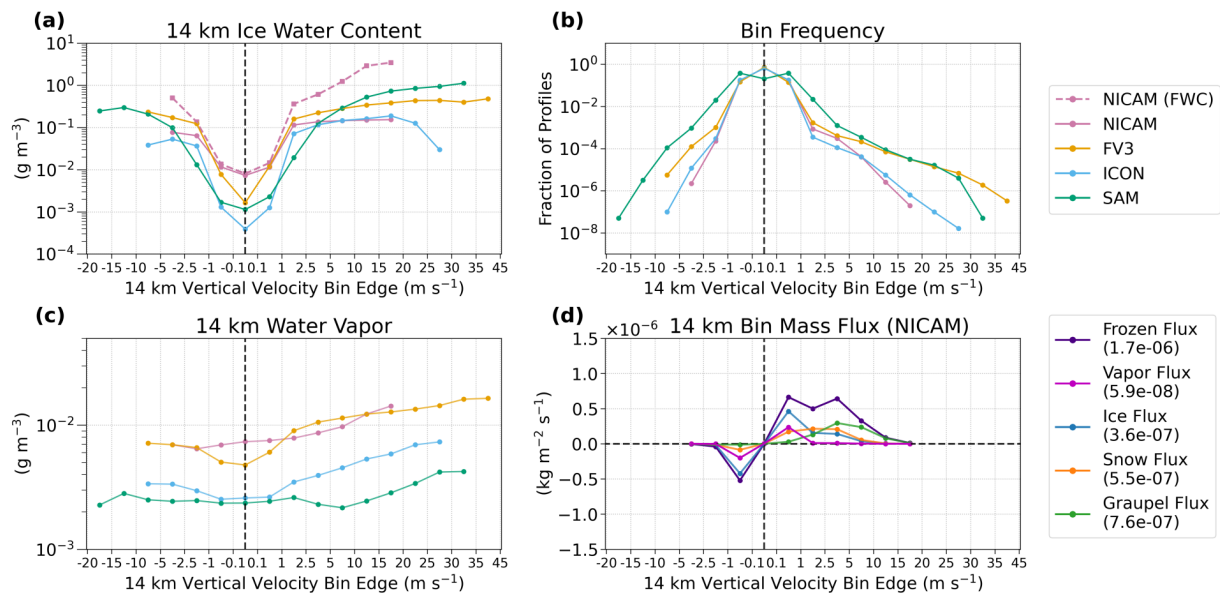 (a)
14 km Ice Water Content
(g m⁻³)
10¹
10⁰
10⁻¹
10⁻²
10⁻³
10⁻⁴
-20 -15 -10 -5 -2.5 -1 -0.1 0.1 1 2.5 5 10 15 20 25 30 35 45
14 km Vertical Velocity Bin Edge (m s⁻¹)
(b)
Bin Frequency
Fraction of Profiles
10⁰
10⁻²
10⁻⁴
10⁻⁶
10⁻⁸
-20 -15 -10 -5 -2.5 -1 -0.1 0.1 1 2.5 5 10 15 20 25 30 35 45
14 km Vertical Velocity Bin Edge (m s⁻¹)
NICAM (FWC)
NICAM
FV3
ICON
SAM
(c)
14 km Water Vapor
(g m⁻³)
10⁻²
10⁻³
-20 -15 -10 -5 -2.5 -1 -0.1 0.1 1 2.5 5 10 15 20 25 30 35 45
14 km Vertical Velocity Bin Edge (m s⁻¹)
(d)
×10⁻⁶ 14 km Bin Mass Flux (NICAM)
(kg m⁻² s⁻¹)
1.5
1.0
0.5
0.0
−0.5
−1.0
−1.5
-20 -15 -10 -5 -2.5 -1 -0.1 0.1 1 2.5 5 10 15 20 25 30 35 45
14 km Vertical Velocity Bin Edge (m s⁻¹)
Frozen Flux
(1.7e-06)
Vapor Flux
(5.9e-08)
Ice Flux
(3.6e-07)
Snow Flux
(5.5e-07)
Graupel Flux
(7.6e-07)